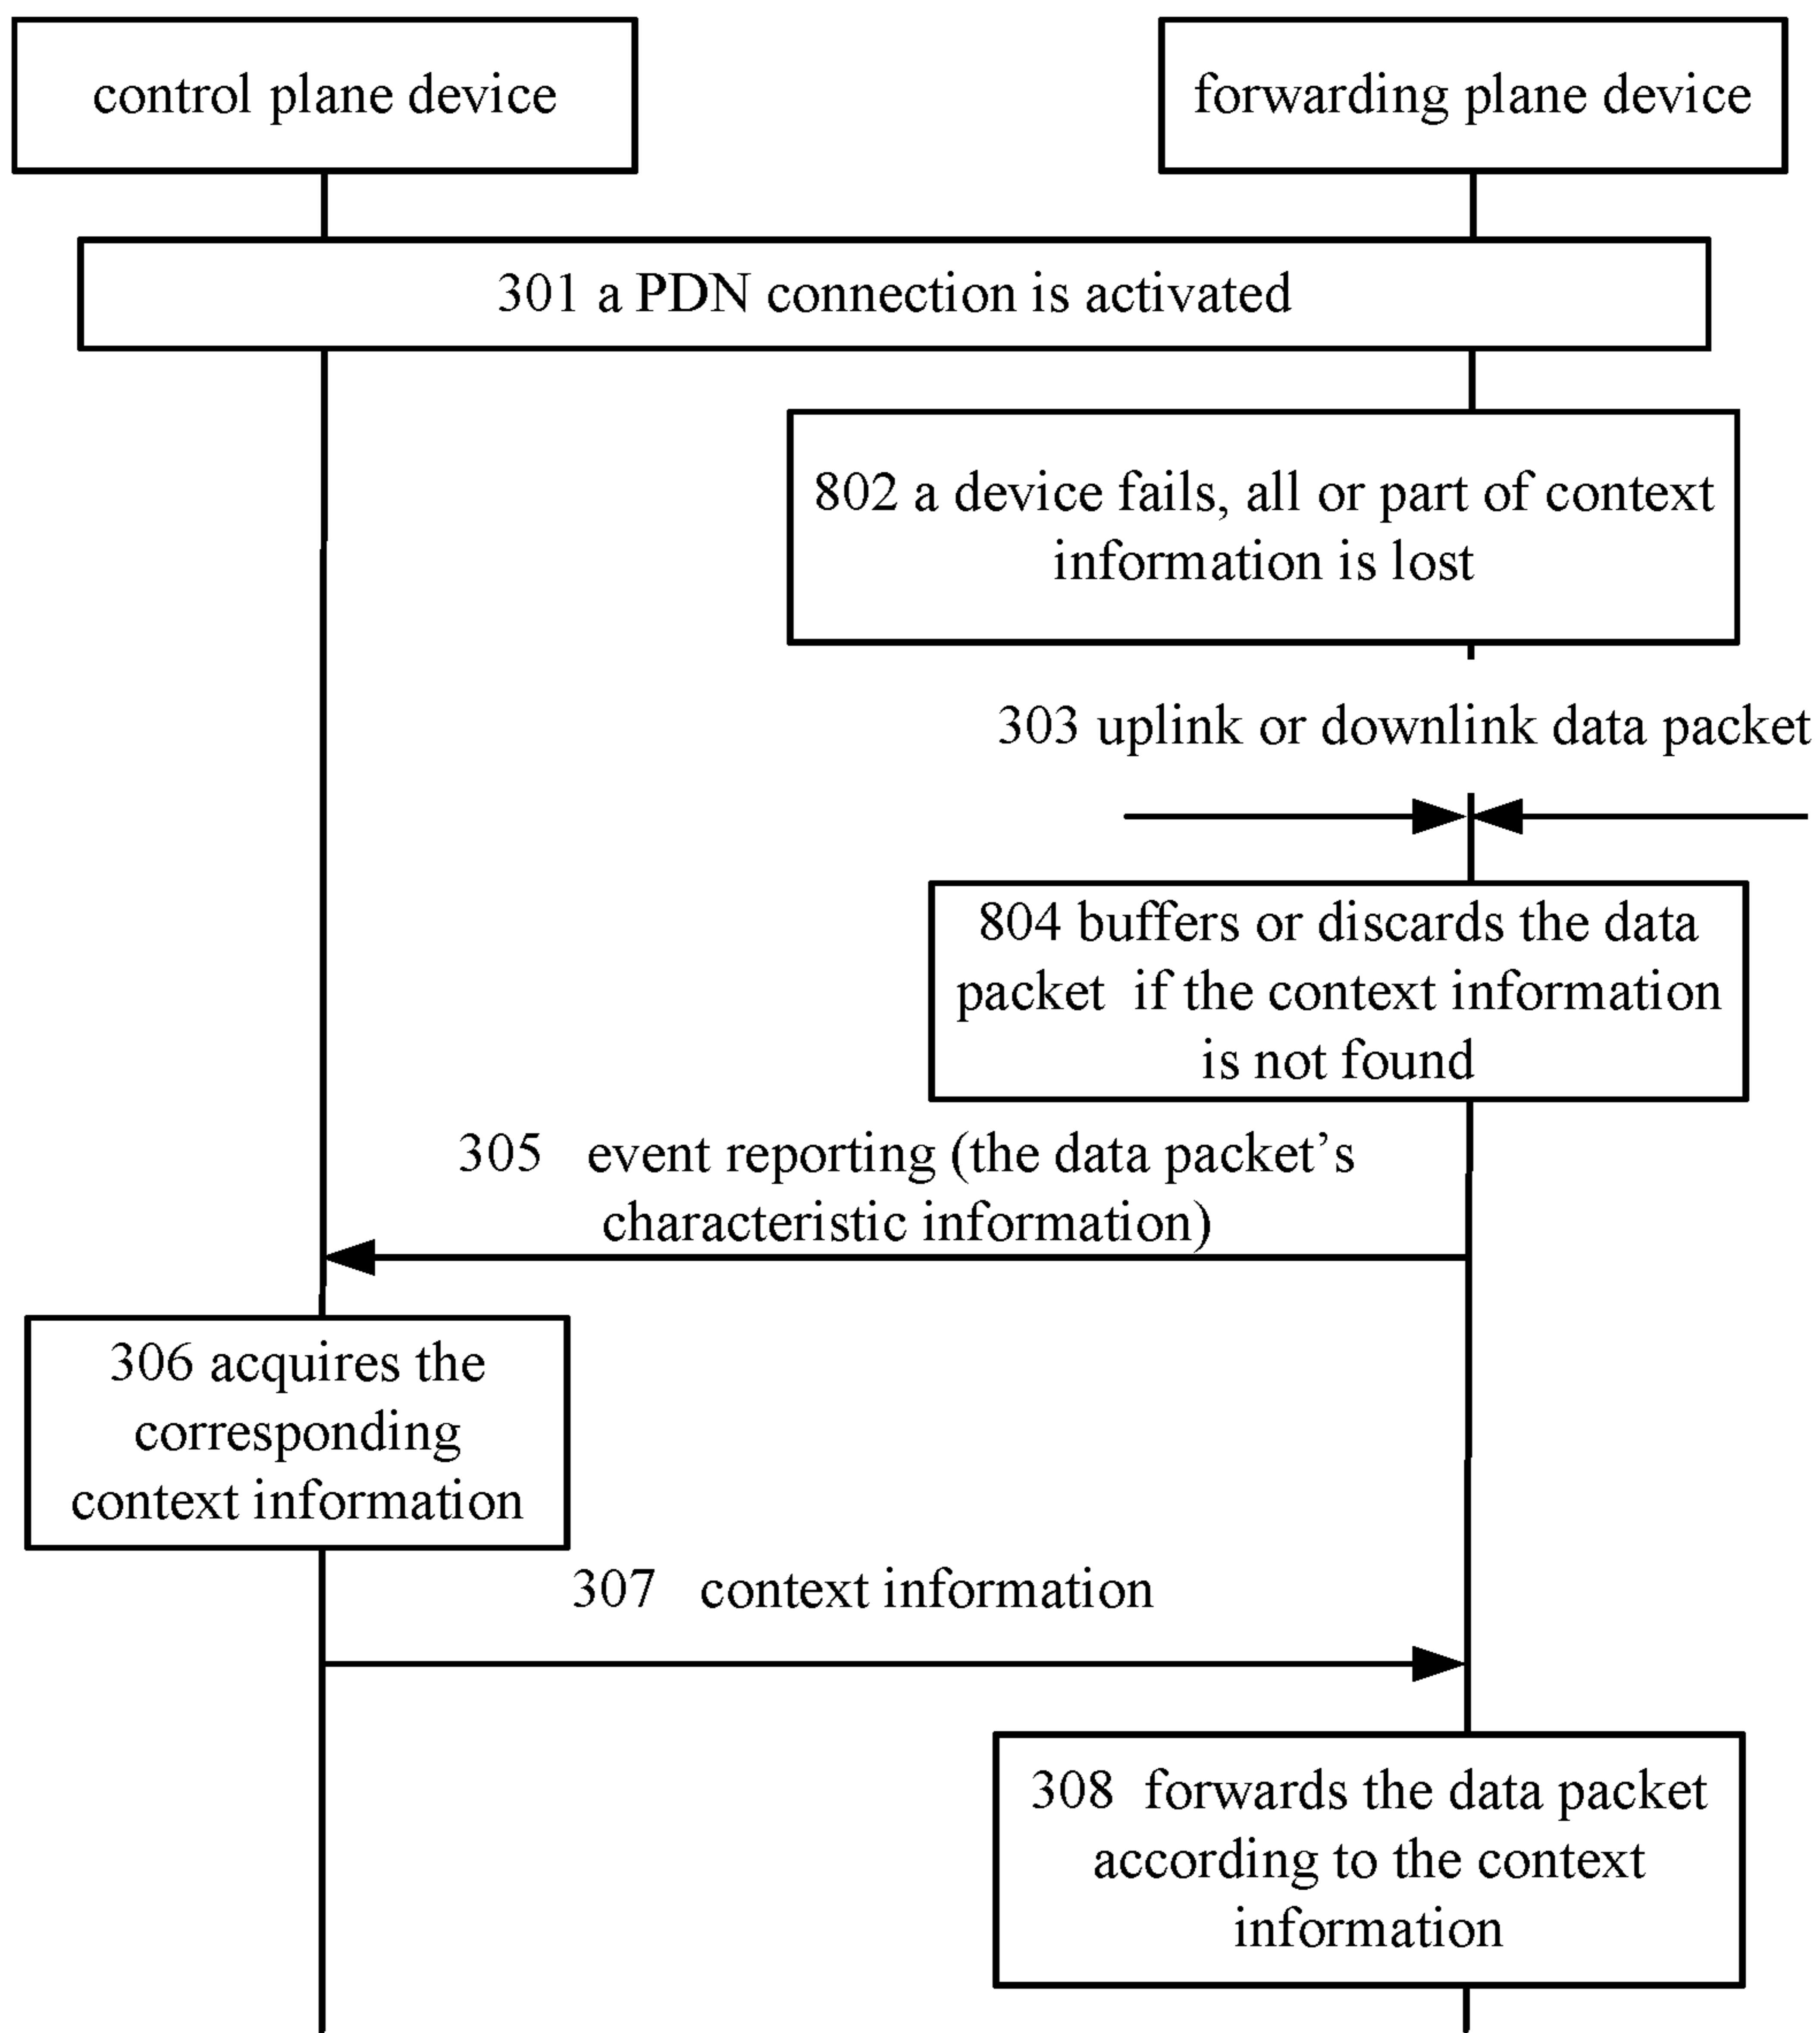 control plane device
forwarding plane device
301 a PDN connection is activated
802 a device fails, all or part of context
information is lost
303 uplink or downlink data packet
804 buffers or discards the data
packet if the context information
is not found
305 event reporting (the data packet’s
characteristic information)
306 acquires the
corresponding
context information
307 context information
308 forwards the data packet
according to the context
information